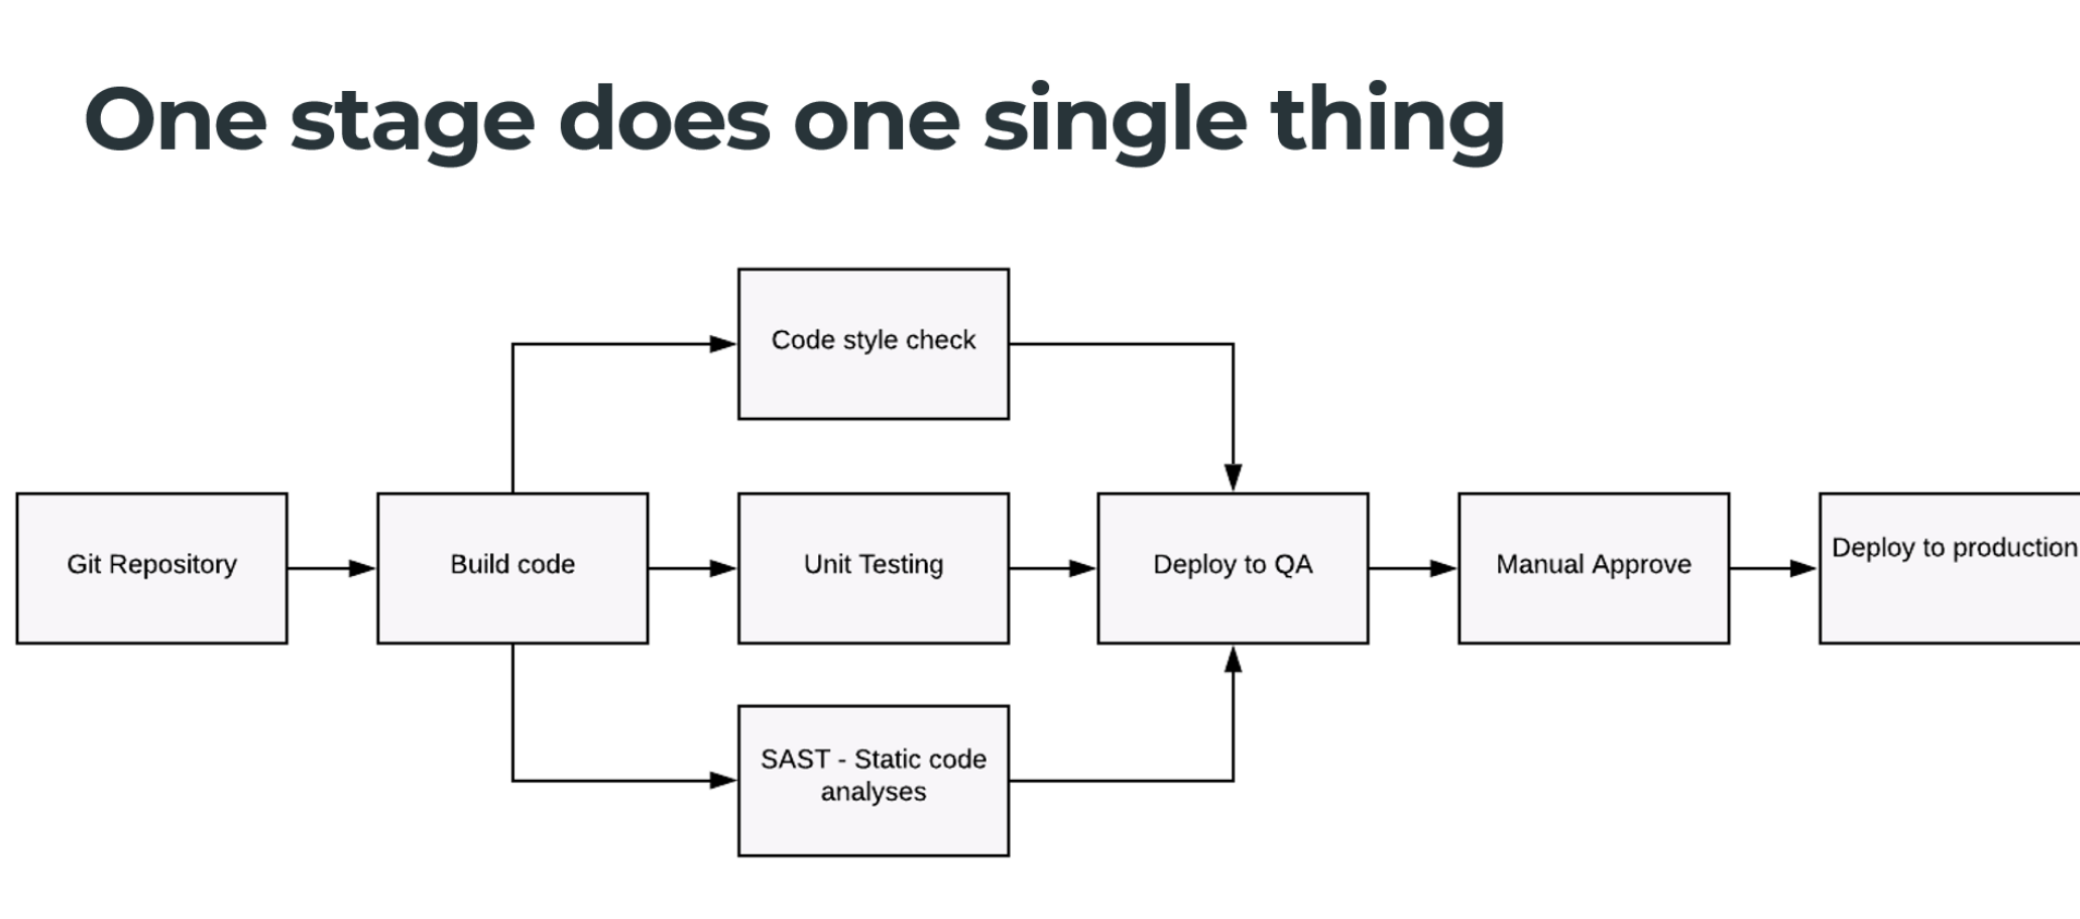 One stage does one single thing
Code style check
Git Repository
Build code
Unit Testing
Deploy to QA
Manual Approve
Deploy to production
SAST - Static code
analyses